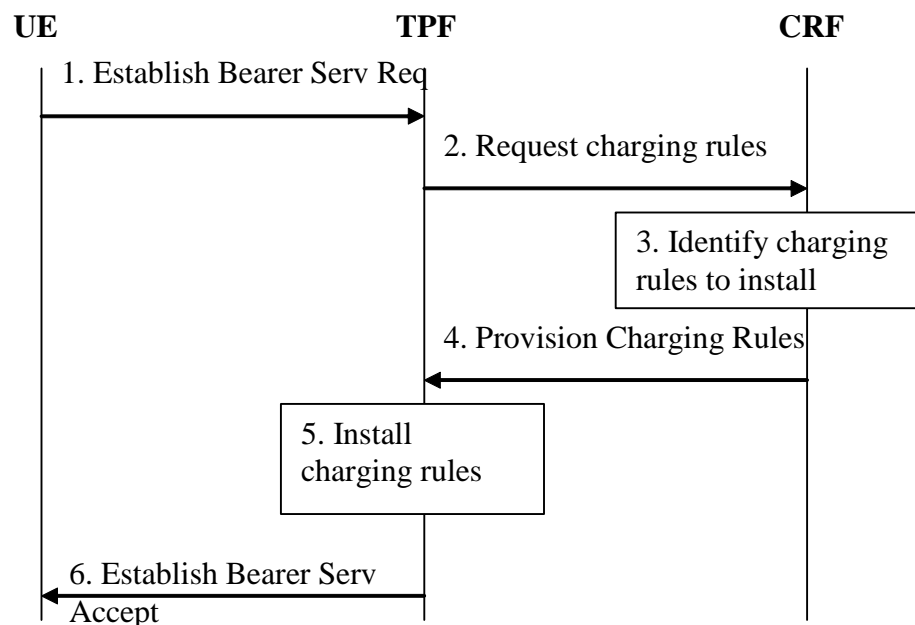 UE TPF CRF
1. Establish Bearer Serv Req
2. Request charging rules
3. Identify charging
rules to install
4. Provision Charging Rules
5. Install
charging rules
6. Establish Bearer Serv
Accept